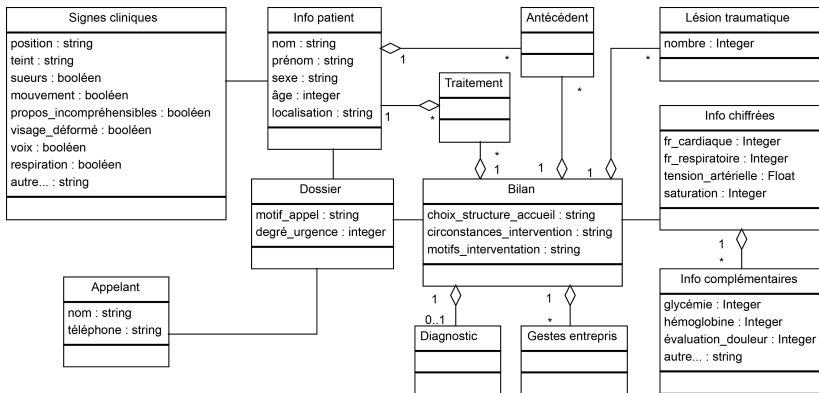 Signes cliniques
position : string
teint : string
sueurs : booléen
mouvement : booléen
propos_incompréhensibles : booléen
visage_déformé : booléen
voix : booléen
respiration : booléen
autre... : string
Info patient
nom : string
prénom : string
sexe : string
âge : integer
localisation : string
1
*
1
*
Antécédent
*
Traitement
*
1
1
1
Lésion traumatique
nombre : Integer
*
Info chiffrées
fr_cardiaque : Integer
fr_respiratoire : Integer
tension_artérielle : Float
saturation : Integer
1
*
Dossier
motif_appel : string
degré_urgence : integer
Bilan
choix_structure_accueil : string
circonstances_intervention : string
motifs_intervention : string
1
0..1
1
*
Appelant
nom : string
téléphone : string
Diagnostic
Gestes entrepris
Info complémentaires
glycémie : Integer
hémoglobine : Integer
évaluation_douleur : Integer
autre... : string